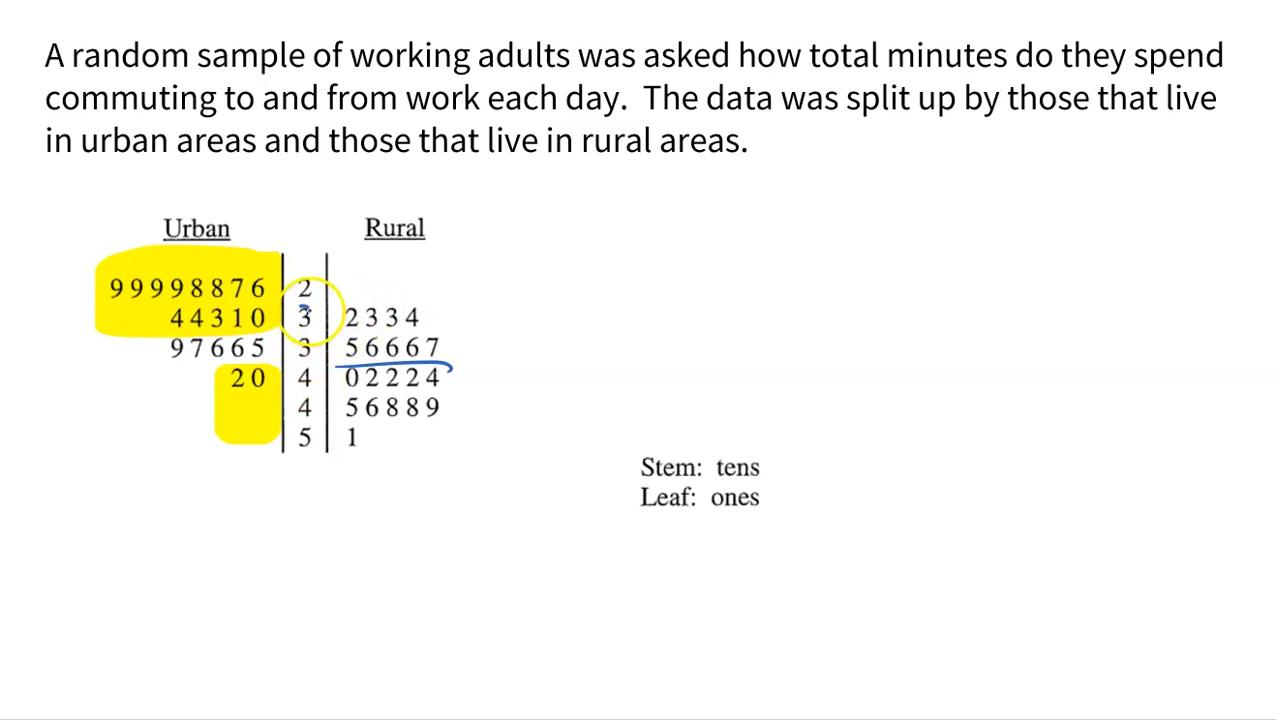 A random sample of working adults was asked how total minutes do they spend
commuting to and from work each day. The data was split up by those that live
in urban areas and those that live in rural areas.
Urban Rural
9 9 9 9 8 8 7 6 2
4 4 3 1 0 3 2 3 3 4
9 7 6 6 5 3 5 6 6 6 7
2 0 4 0 2 2 2 4
4 5 6 8 8 9
5 1
Stem: tens
Leaf: ones